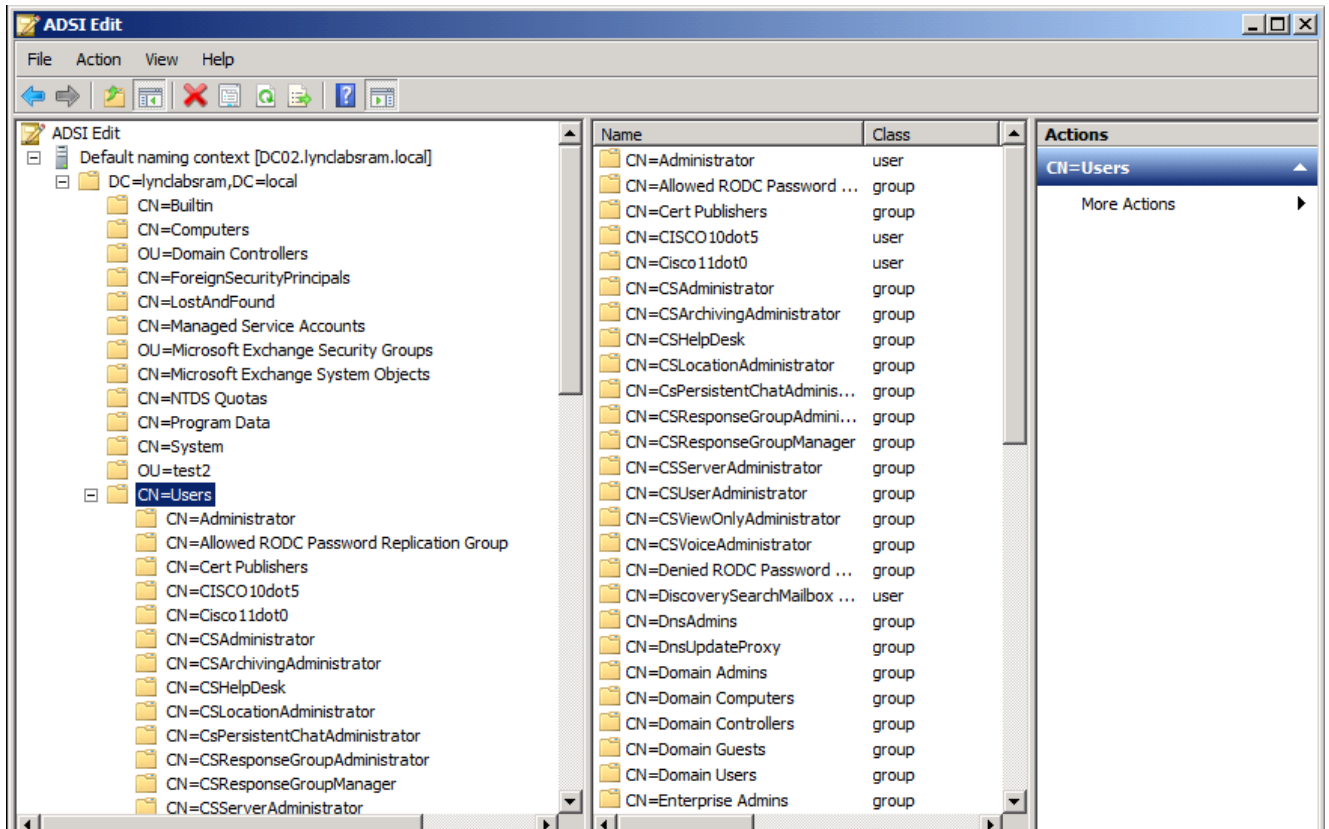 ADSI Edit
File Action View Help
ADSI Edit
Default naming context [DC02.lynclabsram.local]
DC=lynclabsram,DC=local
CN=Builtin
CN=Computers
OU=Domain Controllers
CN=ForeignSecurityPrincipals
CN=LostAndFound
CN=Managed Service Accounts
OU=Microsoft Exchange Security Groups
CN=Microsoft Exchange System Objects
CN=NTDS Quotas
CN=Program Data
CN=System
OU=test2
CN=Users
CN=Administrator
CN=Allowed RODC Password Replication Group
CN=Cert Publishers
CN=CISCO10dot5
CN=Cisco11dot0
CN=CSAdministrator
CN=CSArchivingAdministrator
CN=CSHelpDesk
CN=CSLocationAdministrator
CN=CsPersistentChatAdministrator
CN=CSResponseGroupAdministrator
CN=CSResponseGroupManager
CN=CSServerAdministrator
Name Class
CN=Administrator user
CN=Allowed RODC Password ... group
CN=Cert Publishers group
CN=CISCO10dot5 user
CN=Cisco11dot0 user
CN=CSAdministrator group
CN=CSArchivingAdministrator group
CN=CSHelpDesk group
CN=CSLocationAdministrator group
CN=CsPersistentChatAdminis... group
CN=CSResponseGroupAdmini... group
CN=CSResponseGroupManager group
CN=CSServerAdministrator group
CN=CSUserAdministrator group
CN=CSViewOnlyAdministrator group
CN=CSVoiceAdministrator group
CN=Denied RODC Password ... group
CN=DiscoverySearchMailbox ... user
CN=DnsAdmins group
CN=DnsUpdateProxy group
CN=Domain Admins group
CN=Domain Computers group
CN=Domain Controllers group
CN=Domain Guests group
CN=Domain Users group
CN=Enterprise Admins group
Actions
CN=Users
More Actions